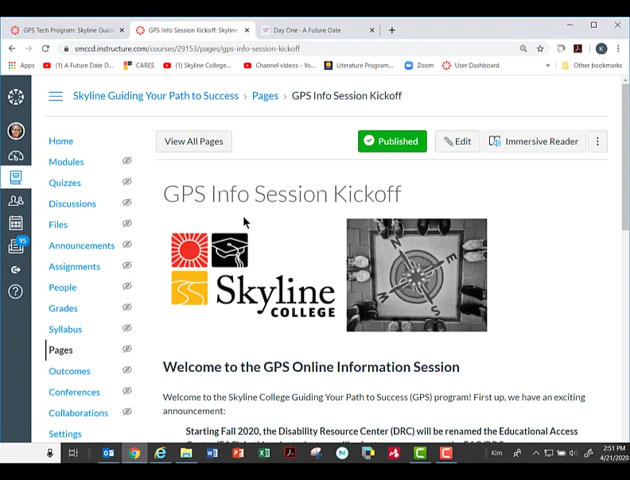 GPS Tech Program: Skyline Guid
GPS Info Session Kickoff: Skyline
Day One - A Future Date
smccd.instructure.com/courses/29153/pages/gps-info-session-kickoff
K
Apps
(1) A Future Date D...
CARES
(1) Skyline College...
Channel videos - Yo...
Literature Program...
Zoom
User Dashboard
»
Other bookmarks
Skyline Guiding Your Path to Success > Pages > GPS Info Session Kickoff
View All Pages
Published
Edit
Immersive Reader
Home
Modules
Quizzes
Discussions
Files
Announcements
Assignments
People
Grades
Syllabus
Pages
Outcomes
Conferences
Collaborations
Settings
95
GPS Info Session Kickoff
Skyline
COLLEGE
N
E
S
W
Welcome to the GPS Online Information Session
Welcome to the Skyline College Guiding Your Path to Success (GPS) program! First up, we have an exciting
announcement:
Starting Fall 2020, the Disability Resource Center (DRC) will be renamed the Educational Access
Kim
2:51 PM
4/21/2020